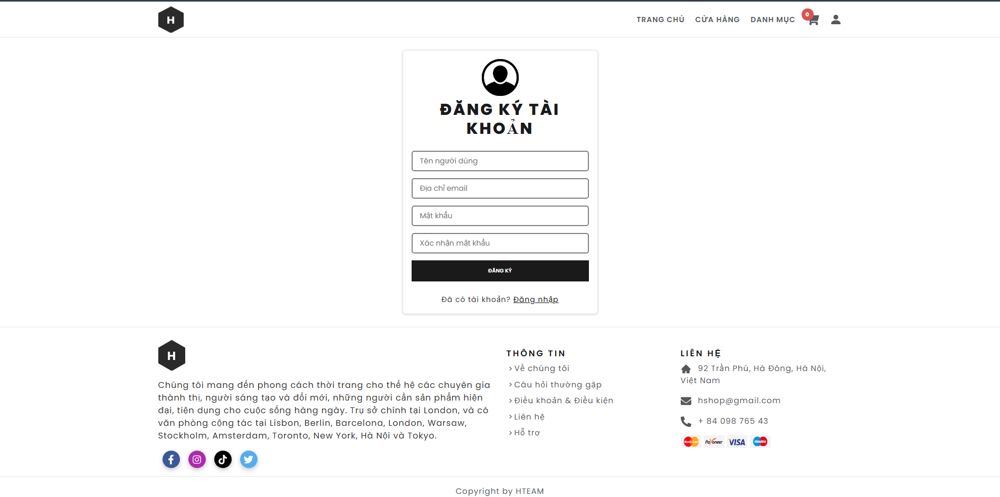 H
TRANG CHỦ CỬA HÀNG DANH MỤC 0
ĐĂNG KÝ TÀI
KHOẢN
Tên người dùng
Địa chỉ email
Mật khẩu
Xác nhận mật khẩu
ĐĂNG KÝ
Đã có tài khoản? Đăng nhập
H
Chúng tôi mang đến phong cách thời trang cho thế hệ các chuyên gia
thành thị, người sáng tạo và đổi mới, những người cần sản phẩm hiện
đại, tiện dụng cho cuộc sống hàng ngày. Trụ sở chính tại London, và có
văn phòng cộng tác tại Lisbon, Berlin, Barcelona, London, Warsaw,
Stockholm, Amsterdam, Toronto, New York, Hà Nội và Tokyo.
THÔNG TIN
Về chúng tôi
Câu hỏi thường gặp
Điều khoản & Điều kiện
Liên hệ
Hỗ trợ
LIÊN HỆ
92 Trần Phú, Hà Đông, Hà Nội,
Việt Nam
hshop@gmail.com
+ 84 098 765 43
MasterCard Payoneer VISA Maestro
Copyright by HTEAM